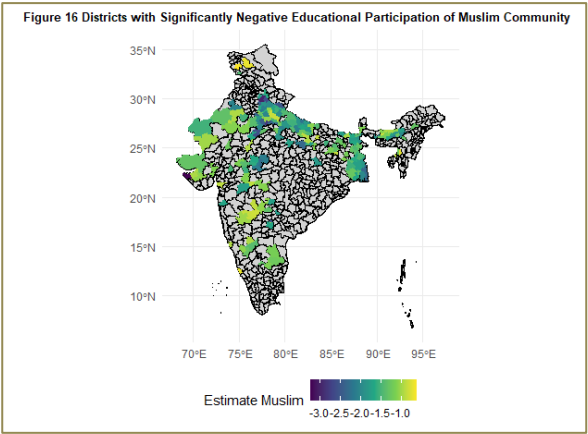 Figure 16 Districts with Significantly Negative Educational Participation of Muslim Community
35°N
30°N
25°N
20°N
15°N
10°N
70°E 75°E 80°E 85°E 90°E 95°E
Estimate Muslim
-3.0-2.5-2.0-1.5-1.0